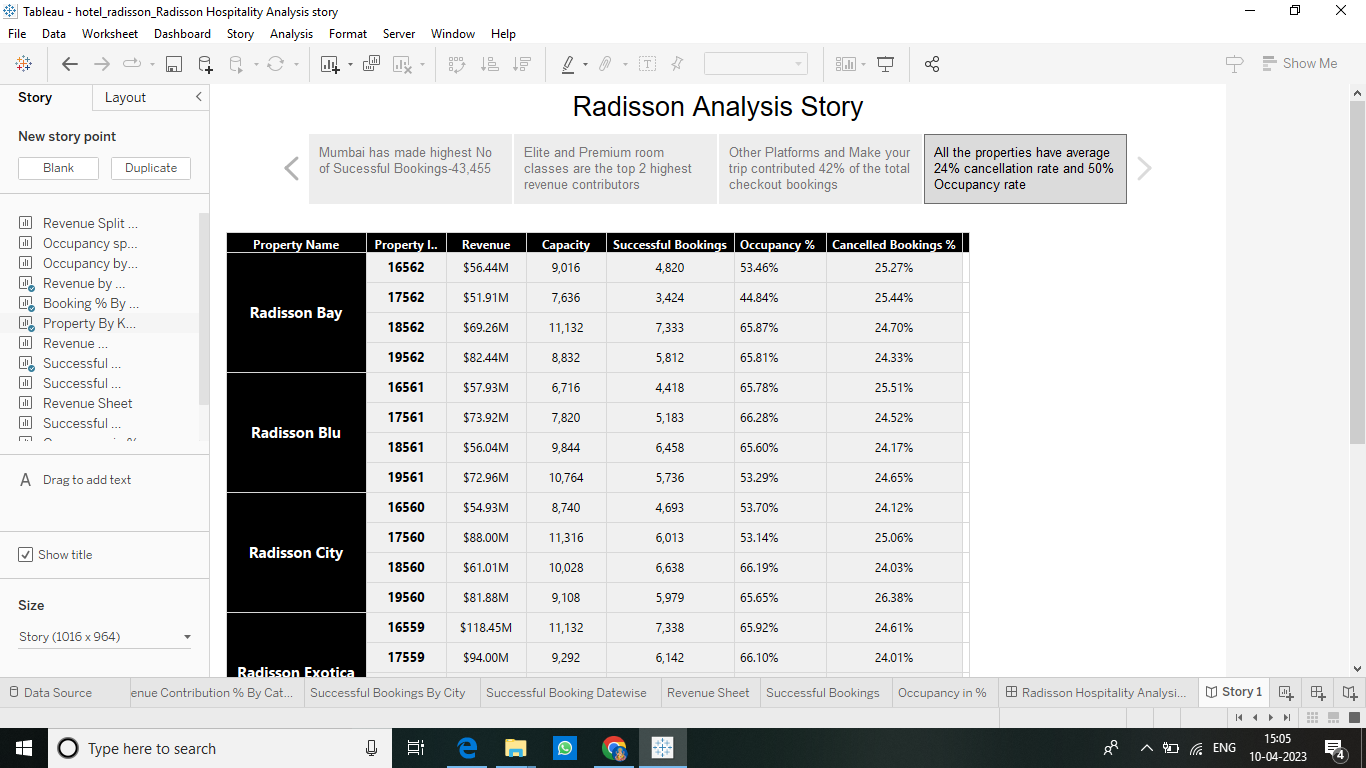 Tableau - hotel_radisson_Radisson Hospitality Analysis story
File Data Worksheet Dashboard Story Analysis Format Server Window Help
Show Me
Story Layout
New story point
Blank Duplicate
Revenue Split ...
Occupancy sp...
Occupancy by...
Revenue by ...
Booking % By ...
Property By K...
Revenue ...
Successful ...
Successful ...
Revenue Sheet
Successful ...
A Drag to add text
Show title
Size
Story (1016 x 964)
Radisson Analysis Story
Mumbai has made highest No
of Sucessful Bookings-43,455
Elite and Premium room
classes are the top 2 highest
revenue contributors
Other Platforms and Make your
trip contributed 42% of the total
checkout bookings
All the properties have average
24% cancellation rate and 50%
Occupancy rate
Property Name Property I.. Revenue Capacity Successful Bookings Occupancy % Cancelled Bookings %
Radisson Bay
16562 $56.44M 9,016 4,820 53.46% 25.27%
17562 $51.91M 7,636 3,424 44.84% 25.44%
18562 $69.26M 11,132 7,333 65.87% 24.70%
19562 $82.44M 8,832 5,812 65.81% 24.33%
Radisson Blu
16561 $57.93M 6,716 4,418 65.78% 25.51%
17561 $73.92M 7,820 5,183 66.28% 24.52%
18561 $56.04M 9,844 6,458 65.60% 24.17%
19561 $72.96M 10,764 5,736 53.29% 24.65%
Radisson City
16560 $54.93M 8,740 4,693 53.70% 24.12%
17560 $88.00M 11,316 6,013 53.14% 25.06%
18560 $61.01M 10,028 6,638 66.19% 24.03%
19560 $81.88M 9,108 5,979 65.65% 26.38%
Radisson Exotica
16559 $118.45M 11,132 7,338 65.92% 24.61%
17559 $94.00M 9,292 6,142 66.10% 24.01%
Data Source enue Contribution % By Cat... Successful Bookings By City Successful Booking Datewise Revenue Sheet Successful Bookings Occupancy in % Radisson Hospitality Analysi... Story 1
Type here to search
ENG
15:05
10-04-2023
4